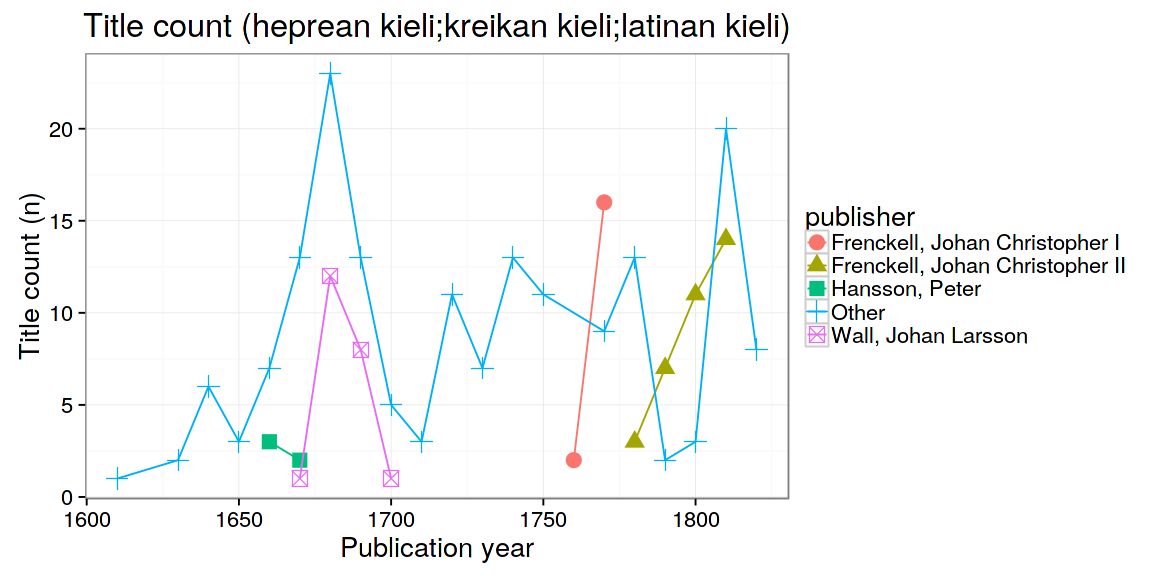 Title count (heprean kieli;kreikan kieli;latinan kieli)
20
15
10
5
0
Title count (n)
1600 1650 1700 1750 1800
Publication year
publisher
Frenckell, Johan Christopher I
Frenckell, Johan Christopher II
Hansson, Peter
Other
Wall, Johan Larsson